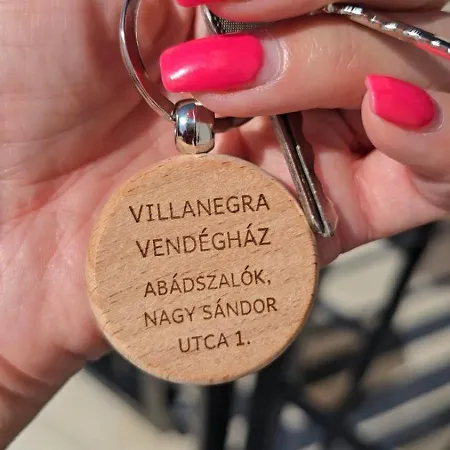 VILLANEGRA
VENDÉGHÁZ
ABÁDSZALÓK,
NAGY SÁNDOR
UTCA 1.